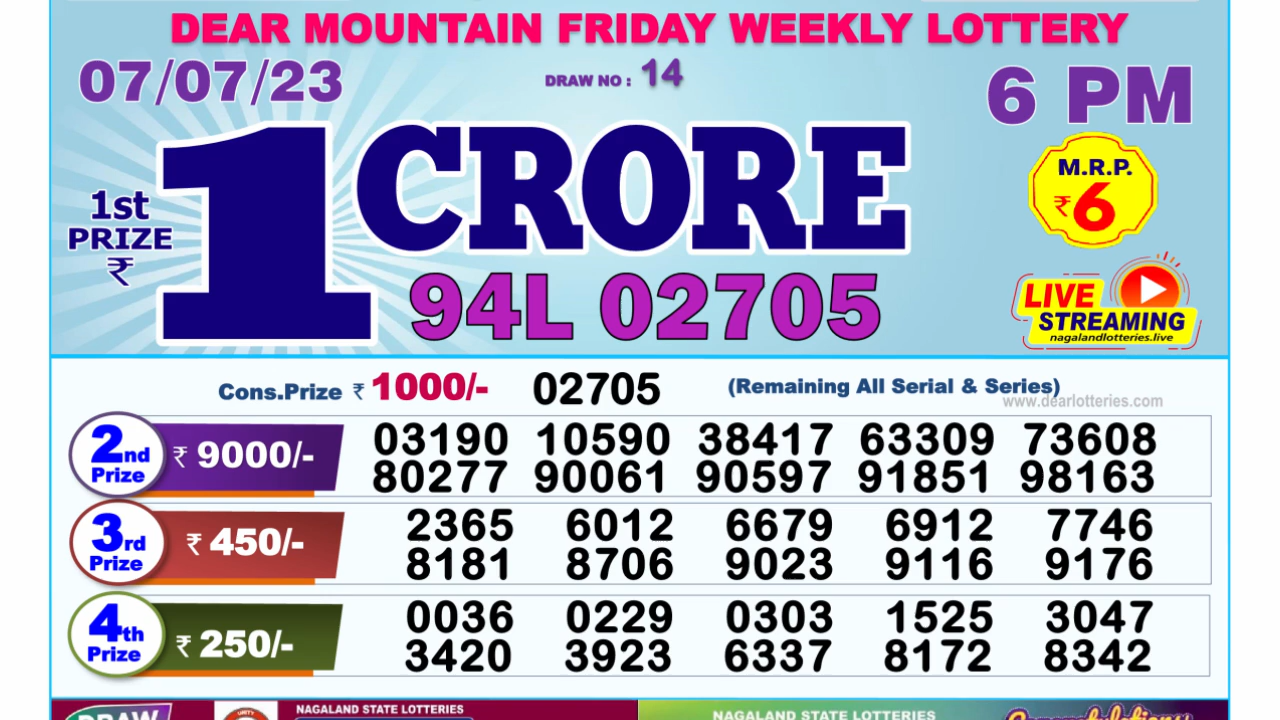 DEAR MOUNTAIN FRIDAY WEEKLY LOTTERY
07/07/23
DRAW NO : 14
6 PM
1st
PRIZE
₹
1 CRORE
94L 02705
M.R.P.
₹6
LIVE
STREAMING
nagalandlotteries.live
Cons.Prize ₹ 1000/- 02705 (Remaining All Serial & Series)
www.dearlotteries.com
2nd
Prize
₹ 9000/-
03190 10590 38417 63309 73608
80277 90061 90597 91851 98163
3rd
Prize
₹ 450/-
2365 6012 6679 6912 7746
8181 8706 9023 9116 9176
4th
Prize
₹ 250/-
0036 0229 0303 1525 3047
3420 3923 6337 8172 8342
DRAW
UNITY
NAGALAND STATE LOTTERIES
NAGALAND STATE LOTTERIES
Congratulations